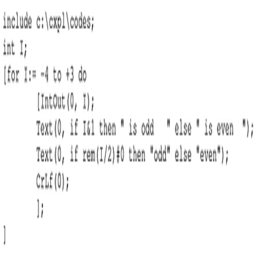 include c:\cxpl\codes;
int I;
[for I:= -4 to +3 do
[IntOut(0, I);
Text(0, if I&1 then " is odd   " else " is even  ");
Text(0, if rem(I/2)#0 then "odd" else "even");
CrLf(0);
];
]